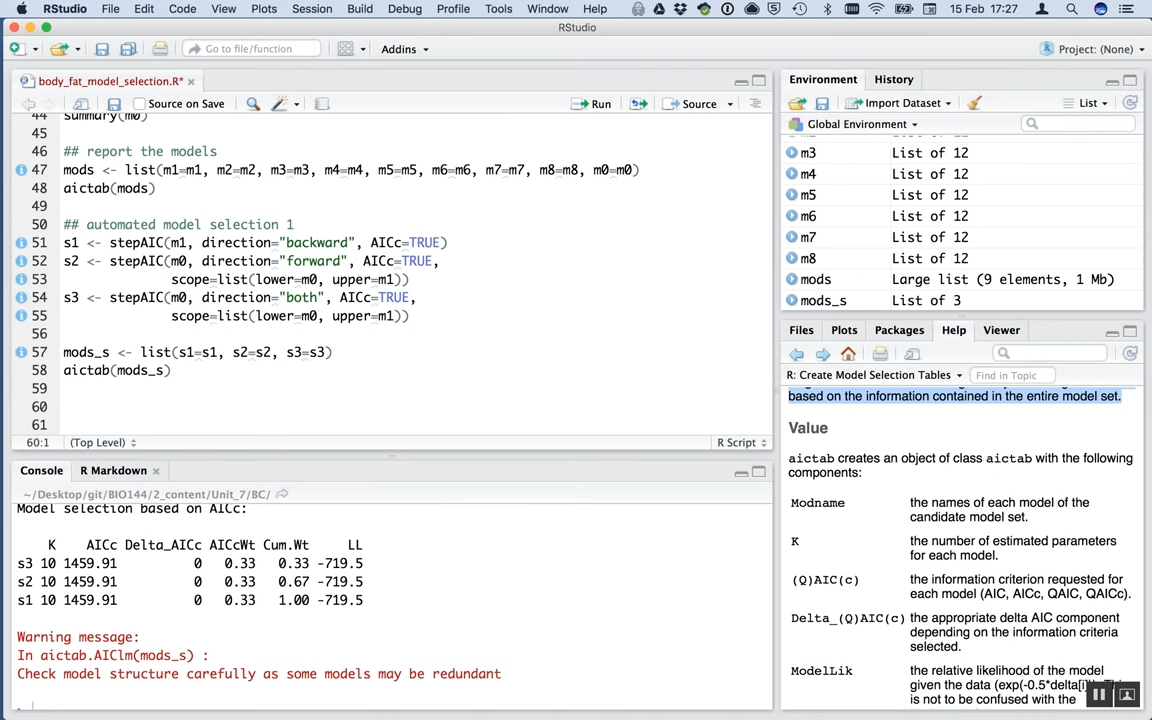 RStudio File Edit Code View Plots Session Build Debug Profile Tools Window Help 15 Feb 17:27
RStudio
Go to file/function Addins Project: (None)
body_fat_model_selection.R* Environment History
Source on Save Run Source Import Dataset List
Global Environment
44 summary(m0)
45
46 ## report the models
47 mods <- list(m1=m1, m2=m2, m3=m3, m4=m4, m5=m5, m6=m6, m7=m7, m8=m8, m0=m0)
48 aictab(mods)
49
50 ## automated model selection 1
51 s1 <- stepAIC(m1, direction="backward", AICc=TRUE)
52 s2 <- stepAIC(m0, direction="forward", AICc=TRUE,
53 scope=list(lower=m0, upper=m1))
54 s3 <- stepAIC(m0, direction="both", AICc=TRUE,
55 scope=list(lower=m0, upper=m1))
56
57 mods_s <- list(s1=s1, s2=s2, s3=s3)
58 aictab(mods_s)
59
60
61
60:1 (Top Level) R Script
m3 List of 12
m4 List of 12
m5 List of 12
m6 List of 12
m7 List of 12
m8 List of 12
mods Large list (9 elements, 1 Mb)
mods_s List of 3
Console R Markdown
~/Desktop/git/BIO144/2_content/Unit_7/BC/
Model selection based on AICc:
K AICc Delta_AICc AICcWt Cum.Wt LL
s3 10 1459.91 0 0.33 0.33 -719.5
s2 10 1459.91 0 0.33 0.67 -719.5
s1 10 1459.91 0 0.33 1.00 -719.5
Warning message:
In aictab.AIClm(mods_s) :
Check model structure carefully as some models may be redundant
Files Plots Packages Help Viewer
R: Create Model Selection Tables Find in Topic
based on the information contained in the entire model set.
Value
aictab creates an object of class aictab with the following
components:
Modname the names of each model of the
candidate model set.
K the number of estimated parameters
for each model.
(Q)AIC(c) the information criterion requested for
each model (AIC, AICc, QAIC, QAICc).
Delta_(Q)AIC(c) the appropriate delta AIC component
depending on the information criteria
selected.
ModelLik the relative likelihood of the model
given the data (exp(-0.5*delta[i]
is not to be confused with the